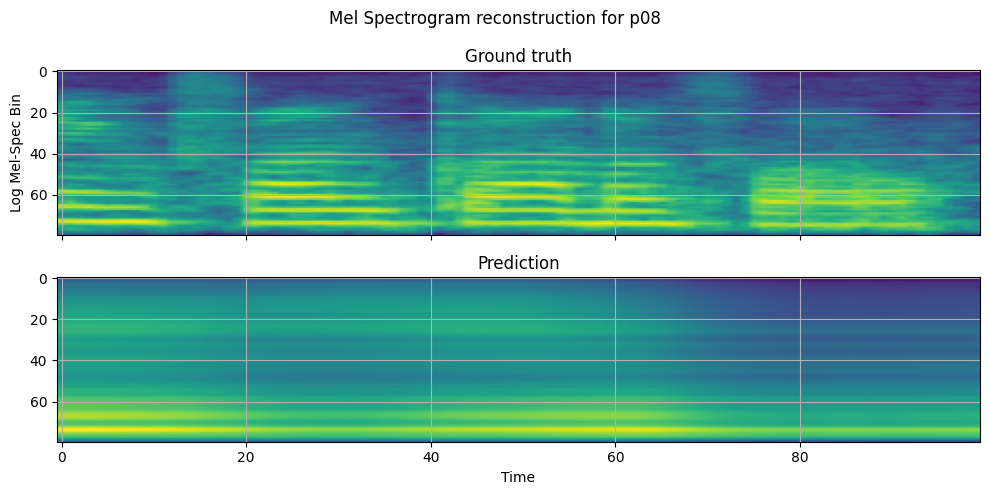 Mel Spectrogram reconstruction for p08
Ground truth
0
20
40
60
Log Mel-Spec Bin
Prediction
0
20
40
60
0 20 40 60 80
Time